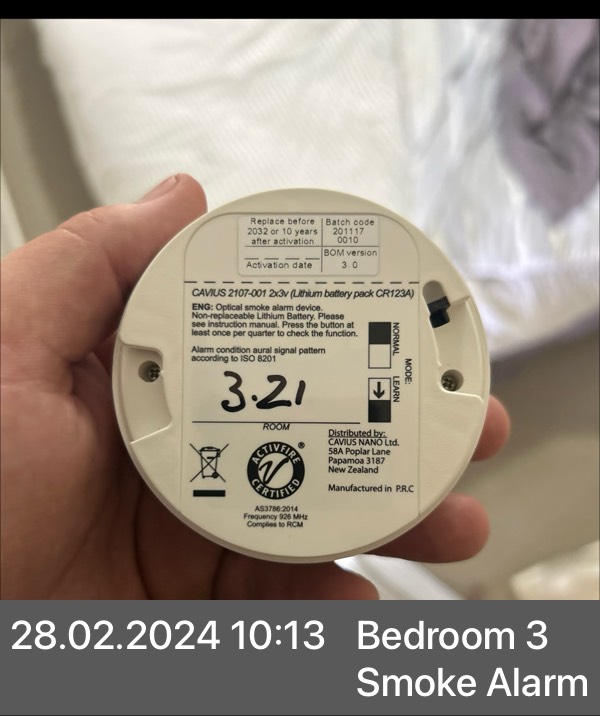 Replace before
2032 or 10 years
after activation
Activation date
Batch code
201117
0010
BOM version
3 0
CAVIUS 2107-001 2x3v (Lithium battery pack CR123A)
ENG: Optical smoke alarm device.
Non-replaceable Lithium Battery. Please
see instruction manual. Press the button at
least once per quarter to check the function.
Alarm condition aural signal pattern
according to ISO 8201
NORMAL
MODE:
LEARN
3.21
ROOM
ACTIVFIRE
®
CERTIFIED
AS3786:2014
Frequency 926 MHz
Complies to RCM
Distributed by:
CAVIUS NANO Ltd.
58A Poplar Lane
Papamoa 3187
New Zealand
Manufactured in P.R.C
28.02.2024 10:13
Bedroom 3
Smoke Alarm